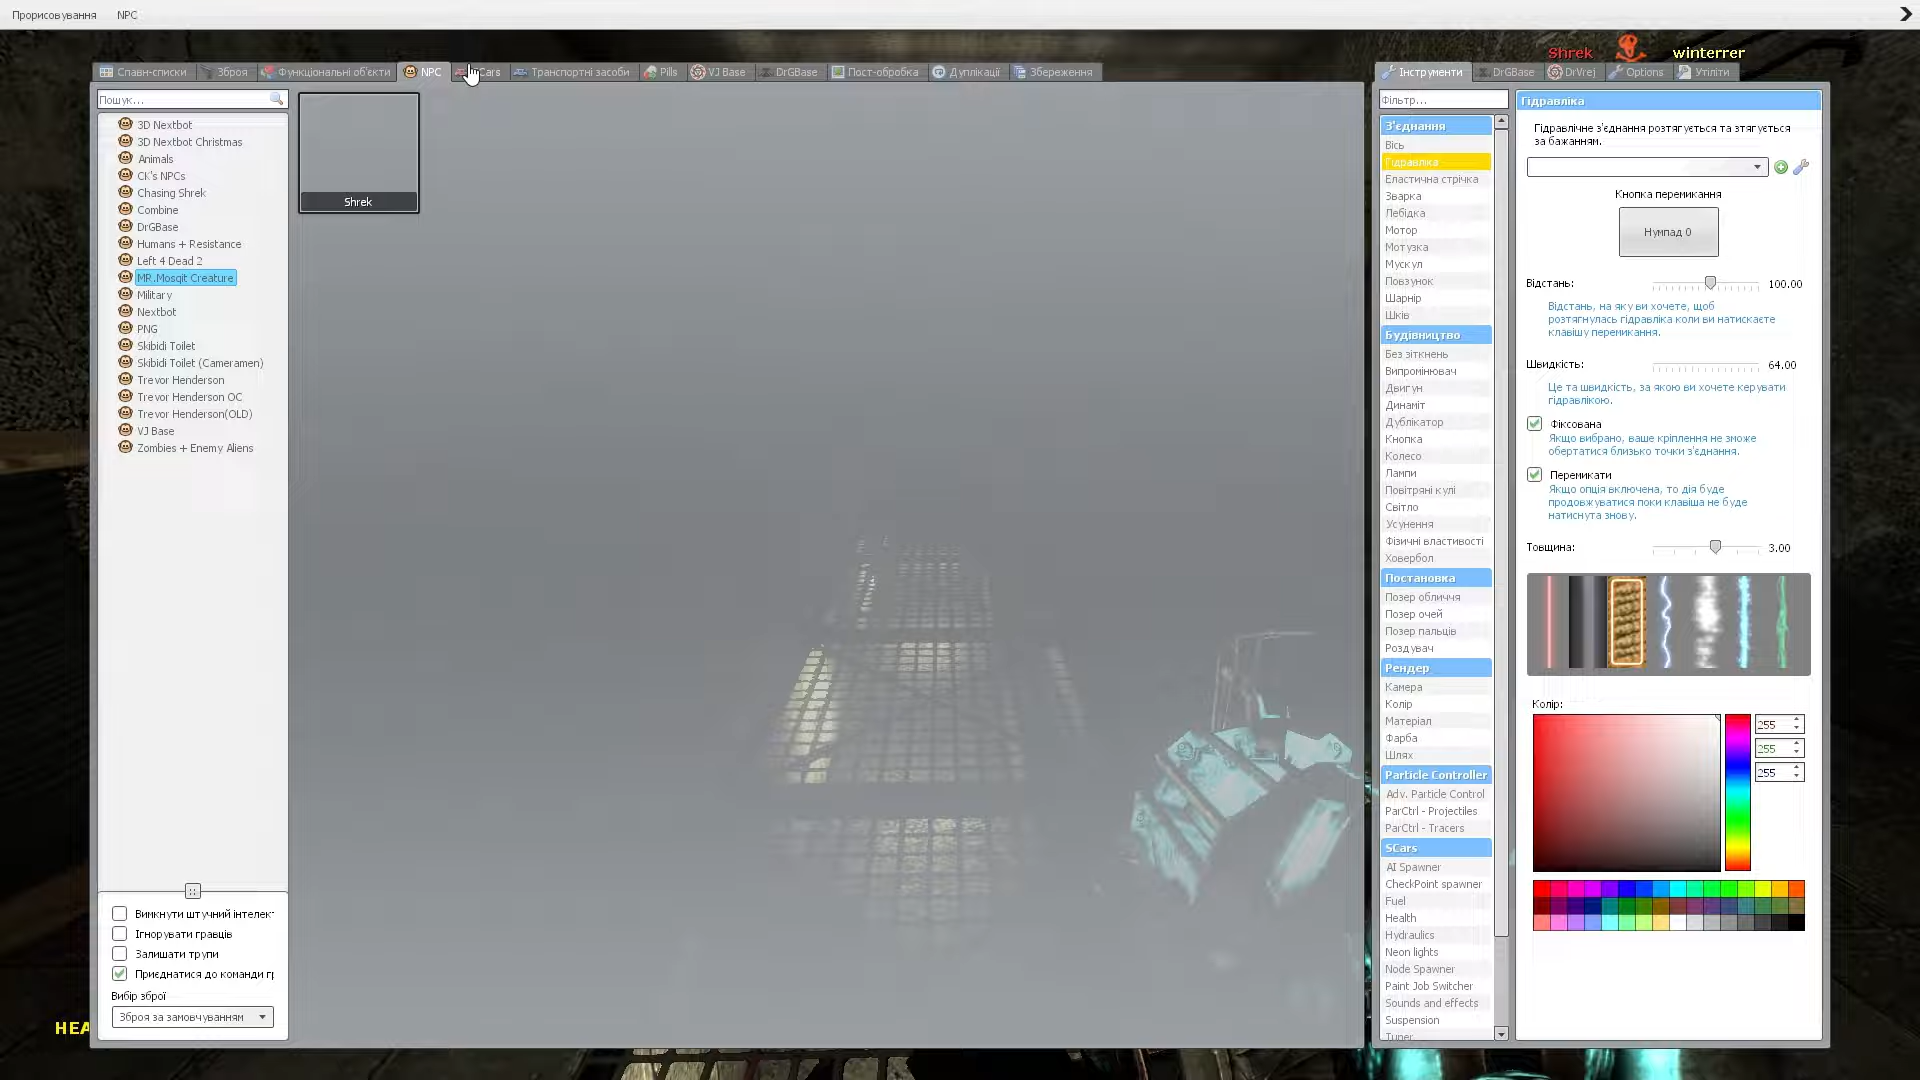 Прорисовування NPC
Shrek winterrer
Спавн-списки Зброя Функціональні об'єкти NPC Cars Транспортні засоби Pills VJ Base DrGBase Пост-обробка Дуплікації Збереження
Інструменти DrGBase DrVrej Options Утиліти
Пошук...
3D Nextbot
3D Nextbot Christmas
Animals
CK's NPCs
Chasing Shrek
Combine
DrGBase
Humans + Resistance
Left 4 Dead 2
MR.Mosqit Creature
Military
Nextbot
PNG
Skibidi Toilet
Skibidi Toilet (Cameramen)
Trevor Henderson
Trevor Henderson OC
Trevor Henderson(OLD)
VJ Base
Zombies + Enemy Aliens
Вимкнути штучний інтелект
Ігнорувати гравців
Залишати трупи
Приєднатися до команди гр
Вибір зброї
Зброя за замовчуванням
HEA
Shrek
Фільтр...
З'єднання
Вісь
Гідравліка
Еластична стрічка
Зварка
Лебідка
Мотор
Мотузка
Мускул
Повзунок
Шарнір
Шків
Будівництво
Без зіткнень
Випромінювач
Двигун
Динаміт
Дублікатор
Кнопка
Колесо
Лампи
Повітряні кулі
Світло
Усунення
Фізичні властивості
Ховербол
Постановка
Позер обличчя
Позер очей
Позер пальців
Роздувач
Рендер
Камера
Колір
Матеріал
Фарба
Шлях
Particle Controller
Adv. Particle Control
ParCtrl - Projectiles
ParCtrl - Tracers
SCars
AI Spawner
CheckPoint spawner
Fuel
Health
Hydraulics
Neon lights
Node Spawner
Paint Job Switcher
Sounds and effects
Suspension
Tuner
Гідравліка
Гідравлічне з'єднання розтягується та зтягується
за бажанням.
Кнопка перемикання
Нумпад 0
Відстань: 100.00
Відстань, на яку ви хочете, щоб
розтягнулась гідравліка коли ви натискаєте
клавішу перемикання.
Швидкість: 64.00
Це та швидкість, за якою ви хочете керувати
гідравлікою.
Фіксована
Якщо вибрано, ваше кріплення не зможе
обертатися близько точки з'єднання.
Перемикати
Якщо опція включена, то дія буде
продовжуватися поки клавіша не буде
натиснута знову.
Товщина: 3.00
Колір:
255
255
255